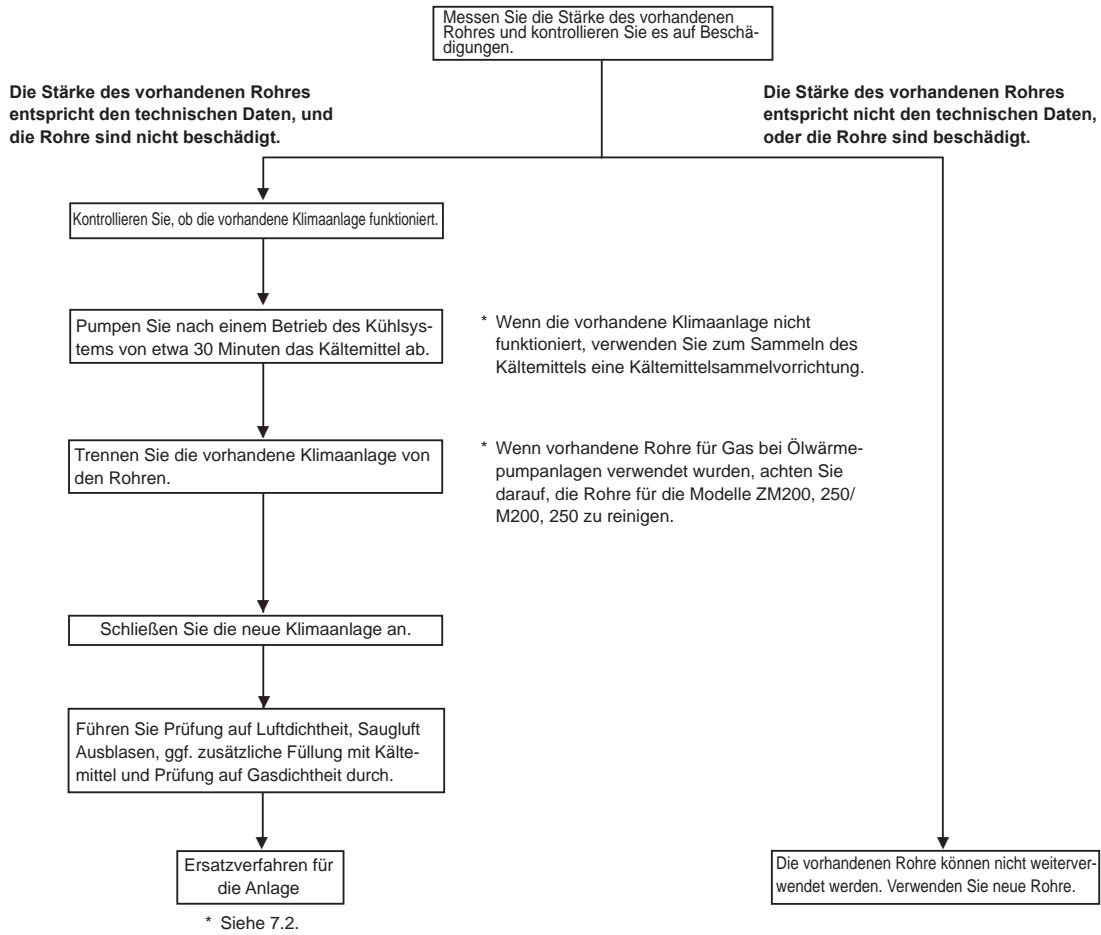 Messen Sie die Stärke des vorhandenen
Rohres und kontrollieren Sie es auf Beschä-
digungen.
Die Stärke des vorhandenen Rohres
entspricht den technischen Daten, und
die Rohre sind nicht beschädigt.
Die Stärke des vorhandenen Rohres
entspricht nicht den technischen Daten,
oder die Rohre sind beschädigt.
Kontrollieren Sie, ob die vorhandene Klimaanlage funktioniert.
Pumpen Sie nach einem Betrieb des Kühlsys-
tems von etwa 30 Minuten das Kältemittel ab.
* Wenn die vorhandene Klimaanlage nicht
funktioniert, verwenden Sie zum Sammeln des
Kältemittels eine Kältemittelsammelvorrichtung.
Trennen Sie die vorhandene Klimaanlage von
den Rohren.
* Wenn vorhandene Rohre für Gas bei Ölwärme-
pumpanlagen verwendet wurden, achten Sie
darauf, die Rohre für die Modelle ZM200, 250/
M200, 250 zu reinigen.
Schließen Sie die neue Klimaanlage an.
Führen Sie Prüfung auf Luftdichtheit, Saugluft
Ausblasen, ggf. zusätzliche Füllung mit Kälte-
mittel und Prüfung auf Gasdichtheit durch.
Ersatzverfahren für
die Anlage
* Siehe 7.2.
Die vorhandenen Rohre können nicht weiterver-
wendet werden. Verwenden Sie neue Rohre.